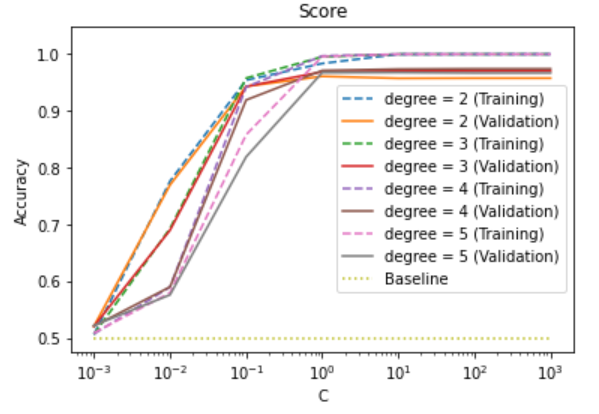 Score
Accuracy
1.0
0.9
0.8
0.7
0.6
0.5
degree = 2 (Training)
degree = 2 (Validation)
degree = 3 (Training)
degree = 3 (Validation)
degree = 4 (Training)
degree = 4 (Validation)
degree = 5 (Training)
degree = 5 (Validation)
Baseline
10⁻³ 10⁻² 10⁻¹ 10⁰ 10¹ 10² 10³
C